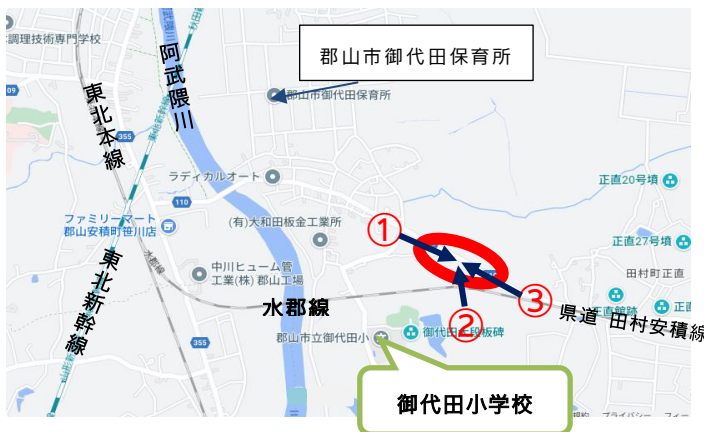 調理技術専門学校
阿武隈川
郡山市御代田保育所
郡山市御代田保育所
東北本線
355
ラディカルオート
110
ファミリーマート
郡山安積町笹川店
(有)大和田板金工業所
正直20号墳
正直27号墳
①
田村町正直
東北新幹線
水郡線
中川ヒューム管
工業(株) 郡山工場
水郡線
②
③
県道 田村安積線
355
郡山市立御代田小
御代田小学校